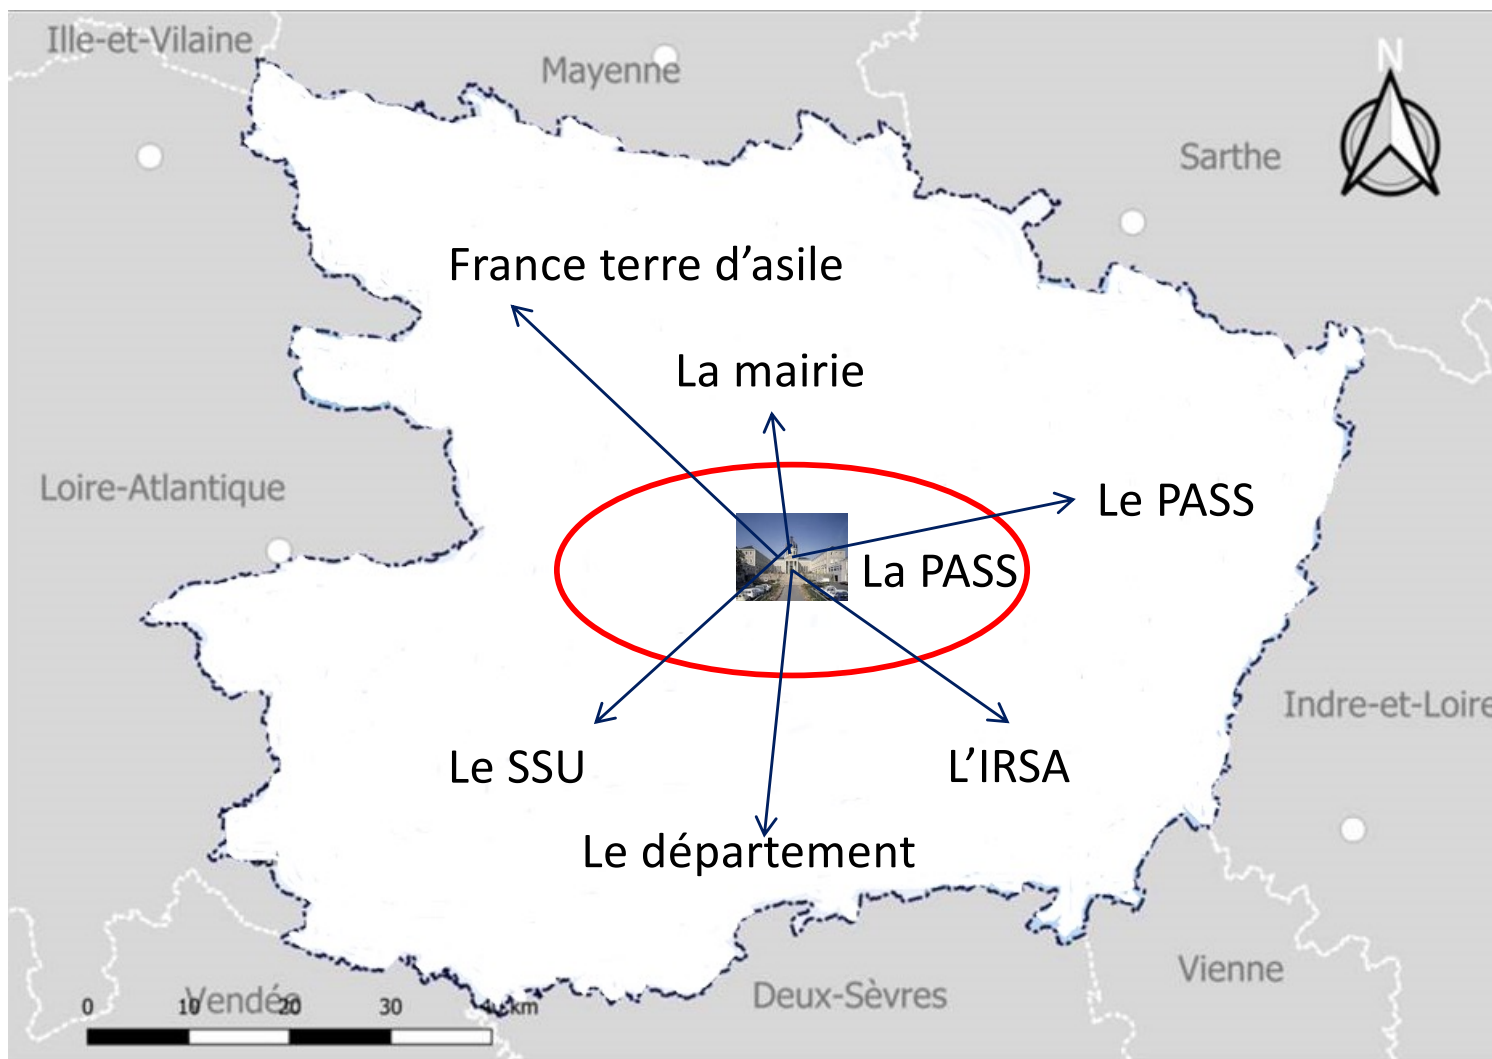 Ille-et-Vilaine
Mayenne
N
Sarthe
France terre d’asile
La mairie
Loire-Atlantique
Le PASS
La PASS
Indre-et-Loire
Le SSU
L’IRSA
Le département
Vienne
Vendée
Deux-Sèvres
0 10 20 30 40 km